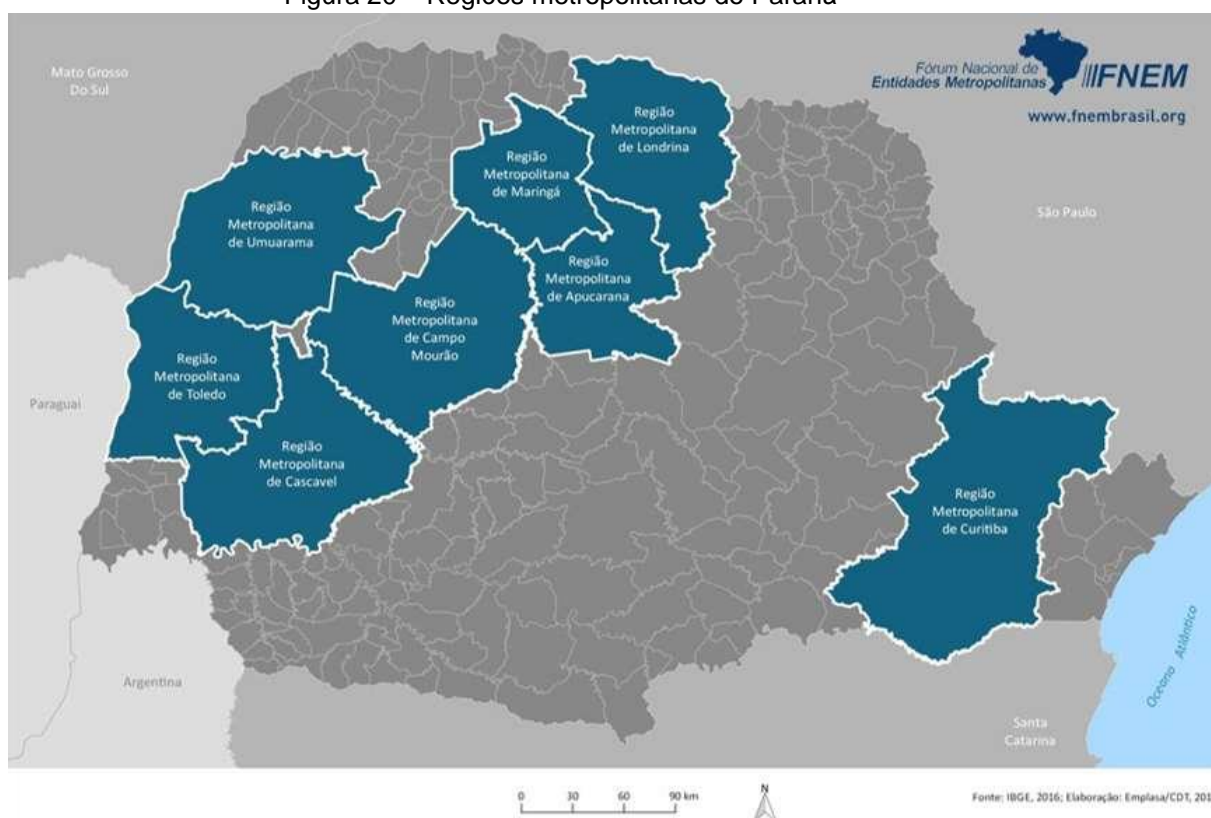 Figura 20 – Regiões metropolitanas do Paraná
Mato Grosso
Do Sul
Fórum Nacional de
Entidades Metropolitanas
FNEM
www.fnembrasil.org
Região
Metropolitana
de Londrina
Região
Metropolitana
de Maringá
São Paulo
Região
Metropolitana
de Umuarama
Região
Metropolitana
de Apucarana
Região
Metropolitana
de Campo
Mourão
Região
Metropolitana
de Toledo
Paraguai
Região
Metropolitana
de Cascavel
Região
Metropolitana
de Curitiba
Argentina
Oceano Atlântico
Santa
Catarina
0 30 60 90 km
N
Fonte: IBGE, 2016; Elaboração: Emplasa/CDT, 201